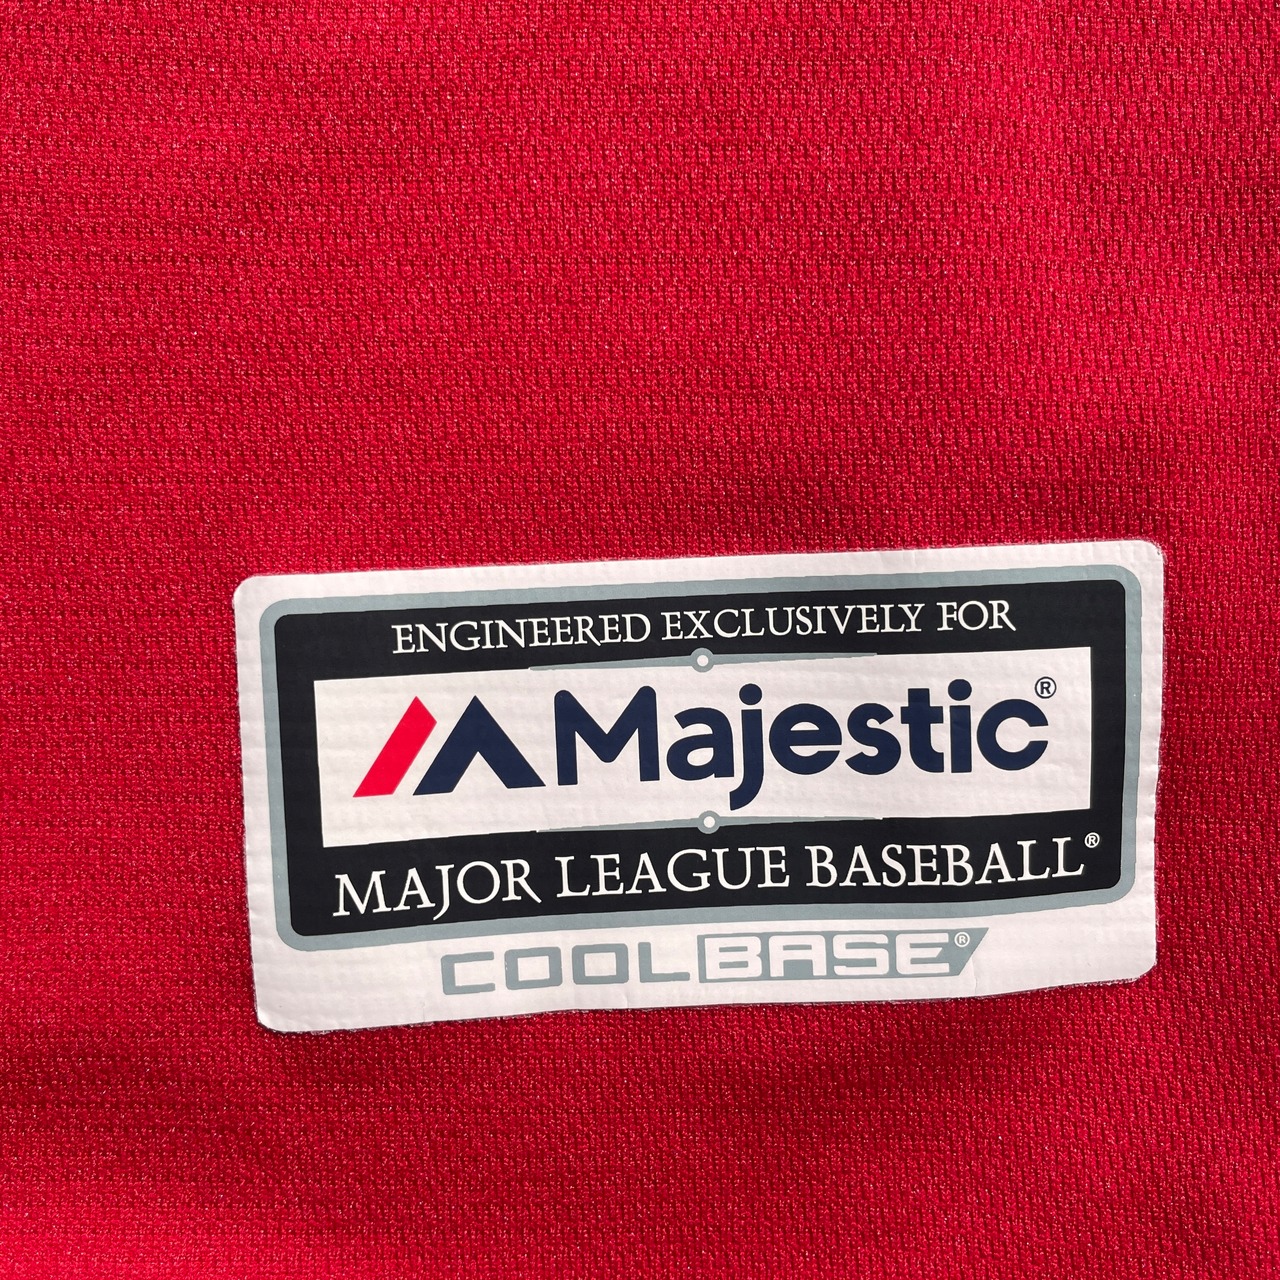 ENGINEERED EXCLUSIVELY FOR
Majestic®
MAJOR LEAGUE BASEBALL®
COOLBASE®